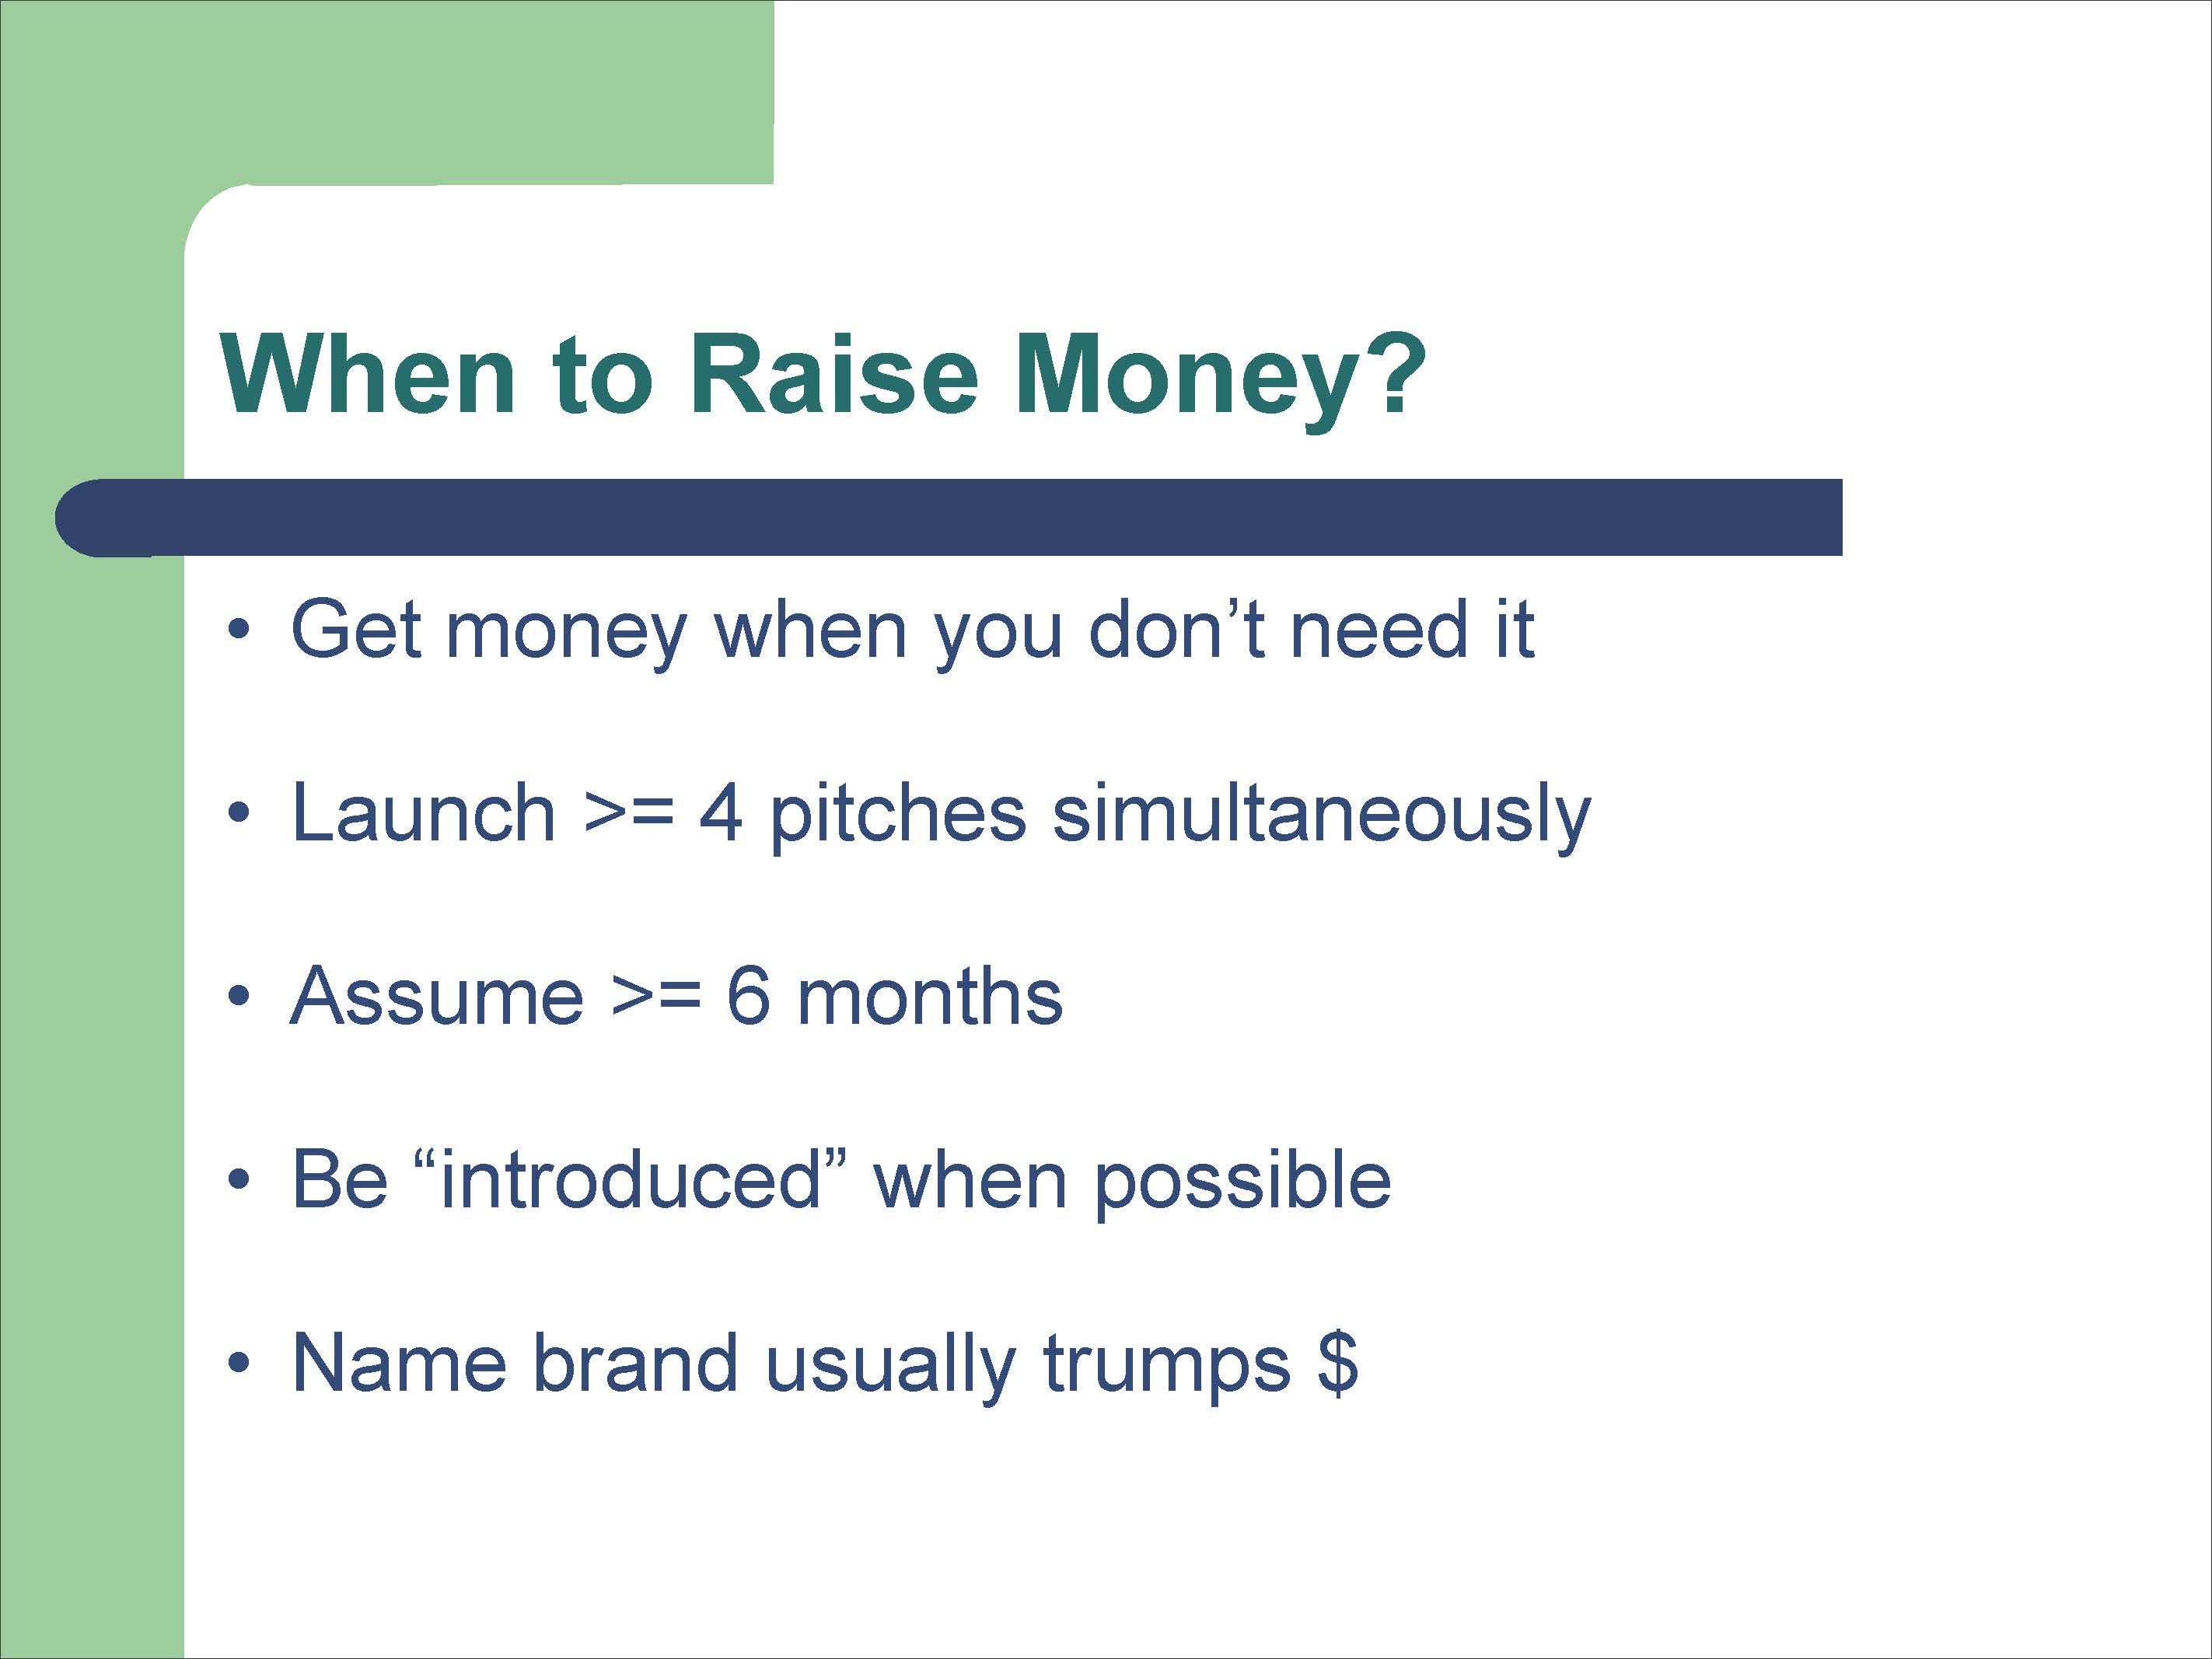 When to Raise Money?
• Get money when you don’t need it
• Launch >= 4 pitches simultaneously
• Assume >= 6 months
• Be “introduced” when possible
• Name brand usually trumps $